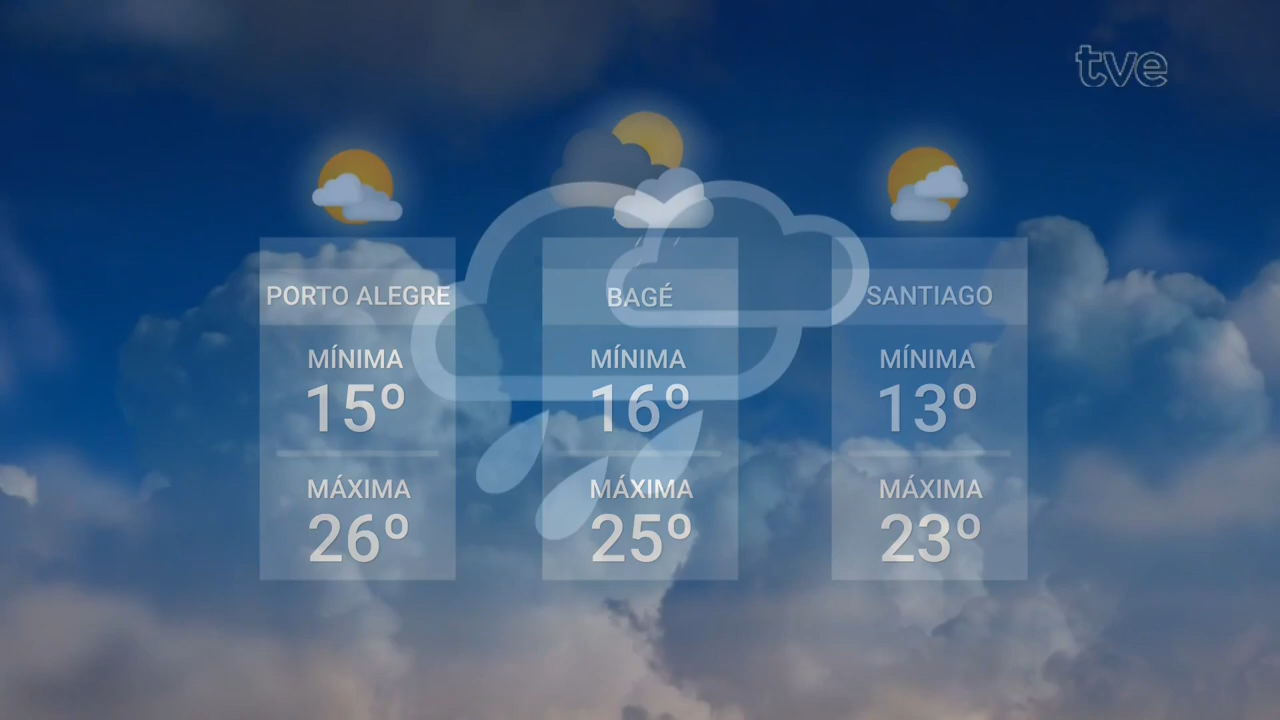 tve
PORTO ALEGRE
MÍNIMA
15º
MÁXIMA
26º
BAGÉ
MÍNIMA
16º
MÁXIMA
25º
SANTIAGO
MÍNIMA
13º
MÁXIMA
23º